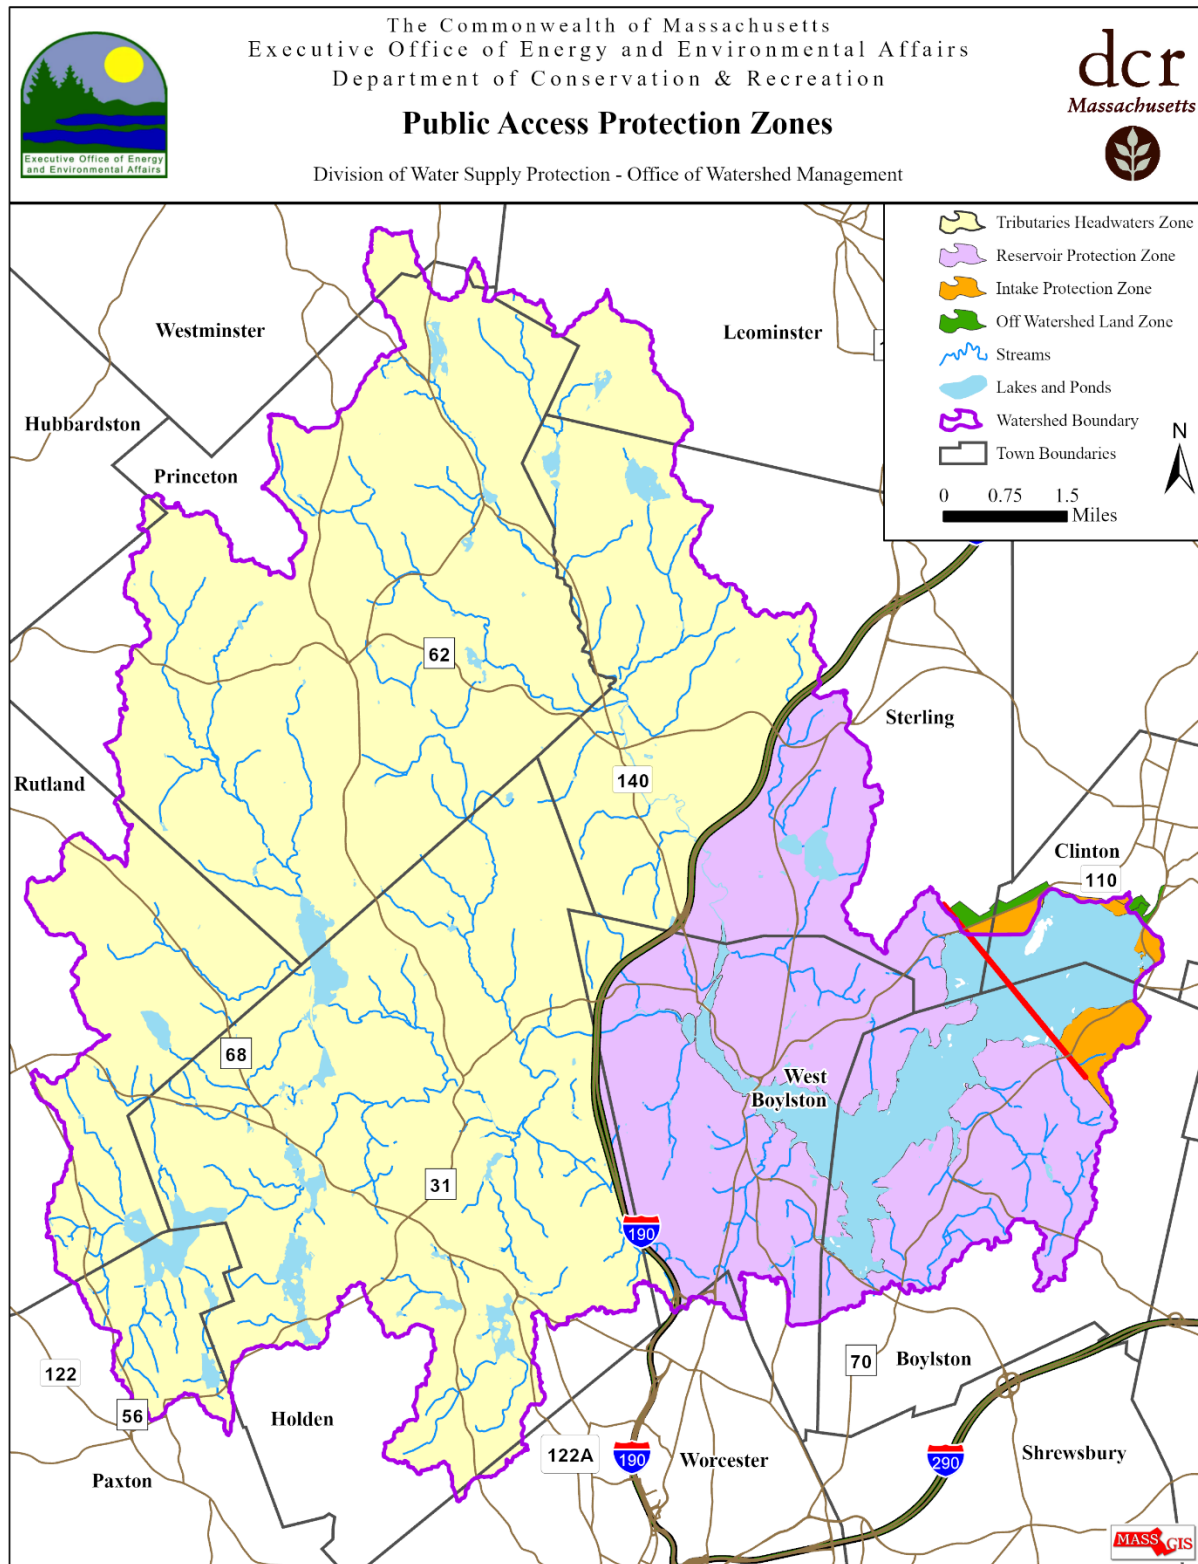 The Commonwealth of Massachusetts
Executive Office of Energy and Environmental Affairs
Department of Conservation & Recreation
Public Access Protection Zones
Division of Water Supply Protection - Office of Watershed Management
Executive Office of Energy
and Environmental Affairs
dcr
Massachusetts
Tributaries Headwaters Zone
Reservoir Protection Zone
Intake Protection Zone
Off Watershed Land Zone
Streams
Lakes and Ponds
Watershed Boundary
Town Boundaries
N
0 0.75 1.5
Miles
Westminster
Leominster
Hubbardston
Princeton
62
Sterling
Rutland
140
Clinton
110
68
West
Boylston
31
190
122
56
Holden
70
Boylston
122A
190
Worcester
290
Shrewsbury
Paxton
MASS GIS